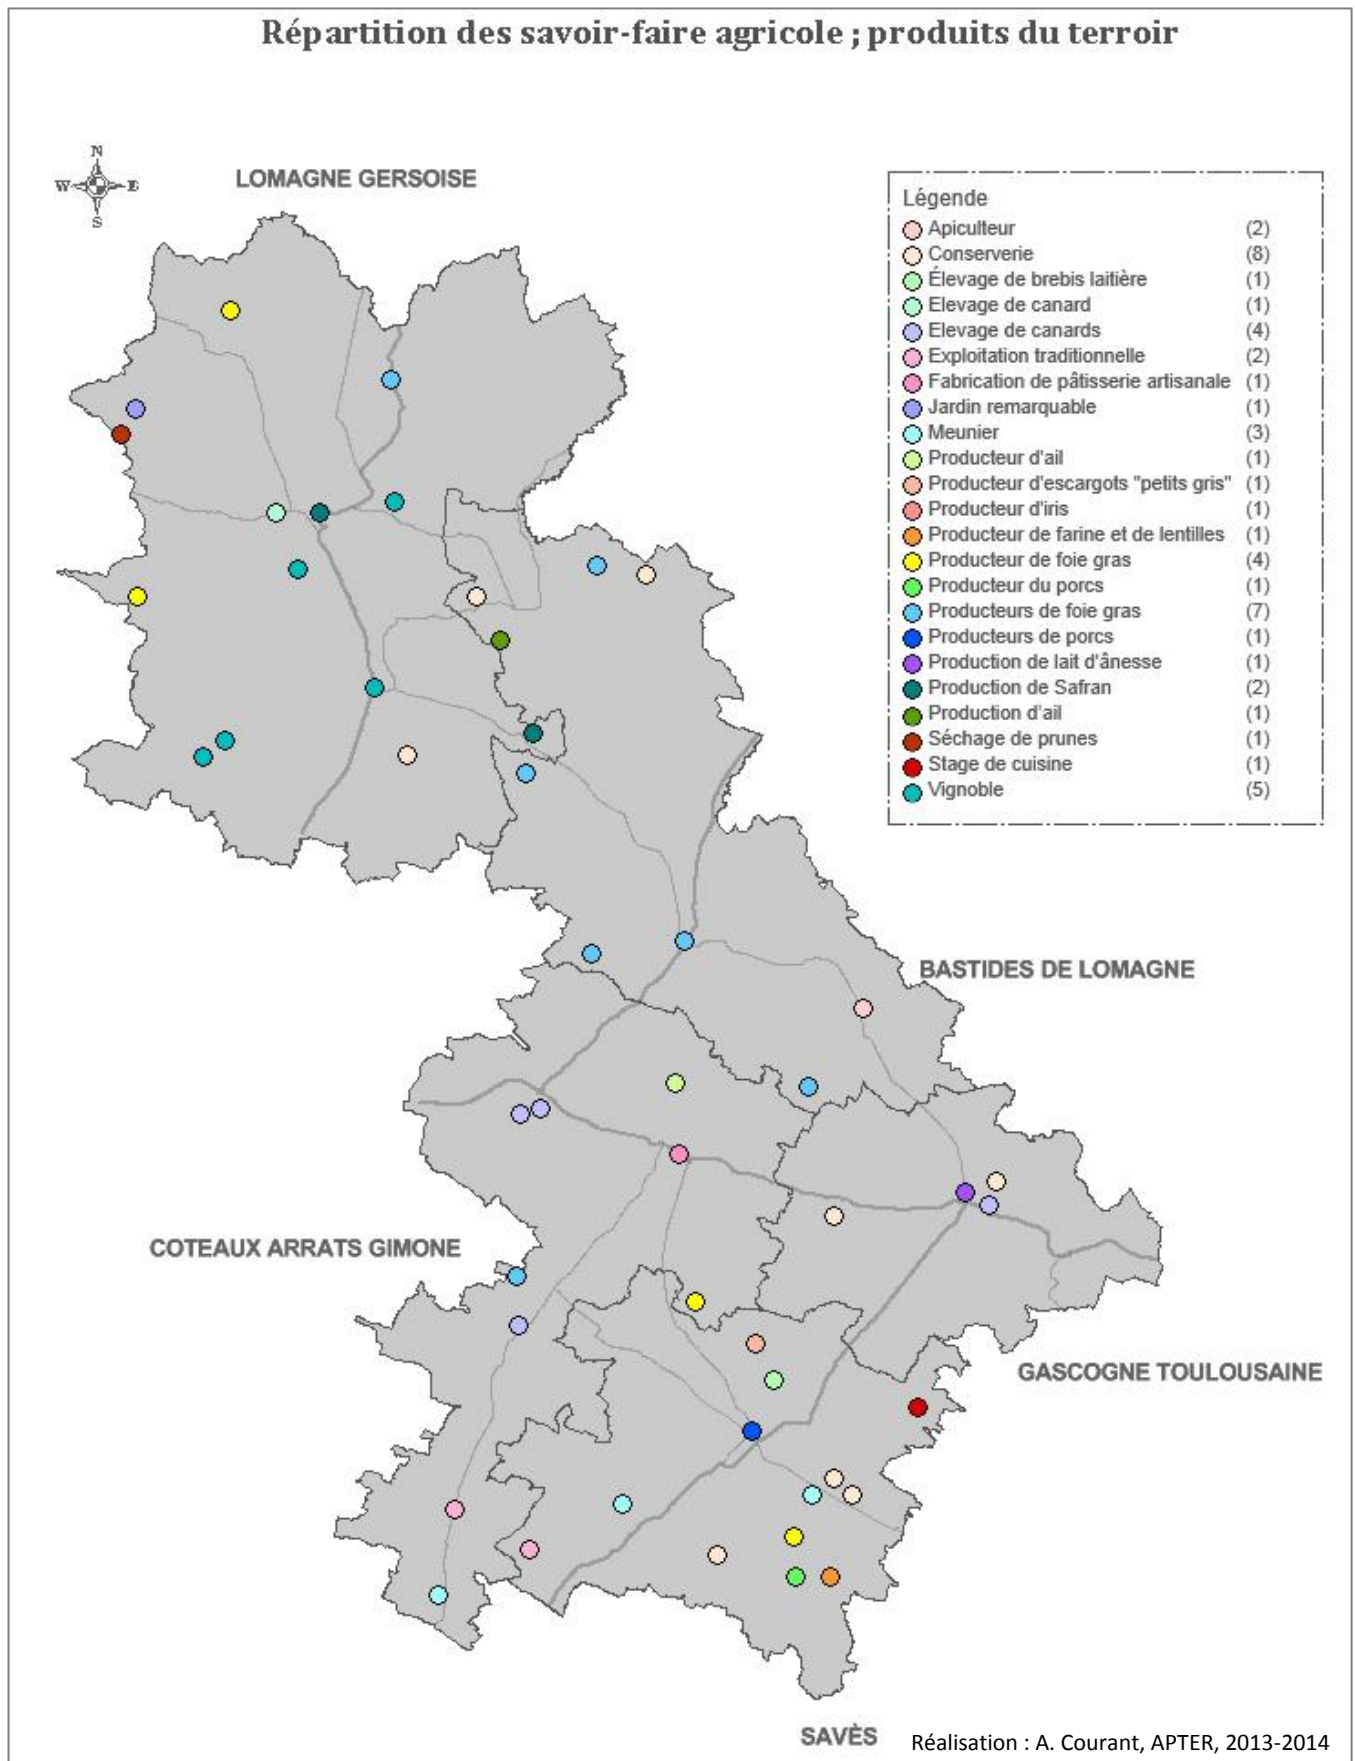 Répartition des savoir-faire agricole ; produits du terroir
N
W E
S
LOMAGNE GERSOISE
Légende
Apiculteur (2)
Conserverie (8)
Élevage de brebis laitière (1)
Elevage de canard (1)
Elevage de canards (4)
Exploitation traditionnelle (2)
Fabrication de pâtisserie artisanale (1)
Jardin remarquable (1)
Meunier (3)
Producteur d'ail (1)
Producteur d'escargots "petits gris" (1)
Producteur d'iris (1)
Producteur de farine et de lentilles (1)
Producteur de foie gras (4)
Producteur du porcs (1)
Producteurs de foie gras (7)
Producteurs de porcs (1)
Production de lait d'ânesse (1)
Production de Safran (2)
Production d'ail (1)
Séchage de prunes (1)
Stage de cuisine (1)
Vignoble (5)
BASTIDES DE LOMAGNE
COTEAUX ARRATS GIMONE
GASCOGNE TOULOUSAINE
SAVÈS
Réalisation : A. Courant, APTER, 2013-2014